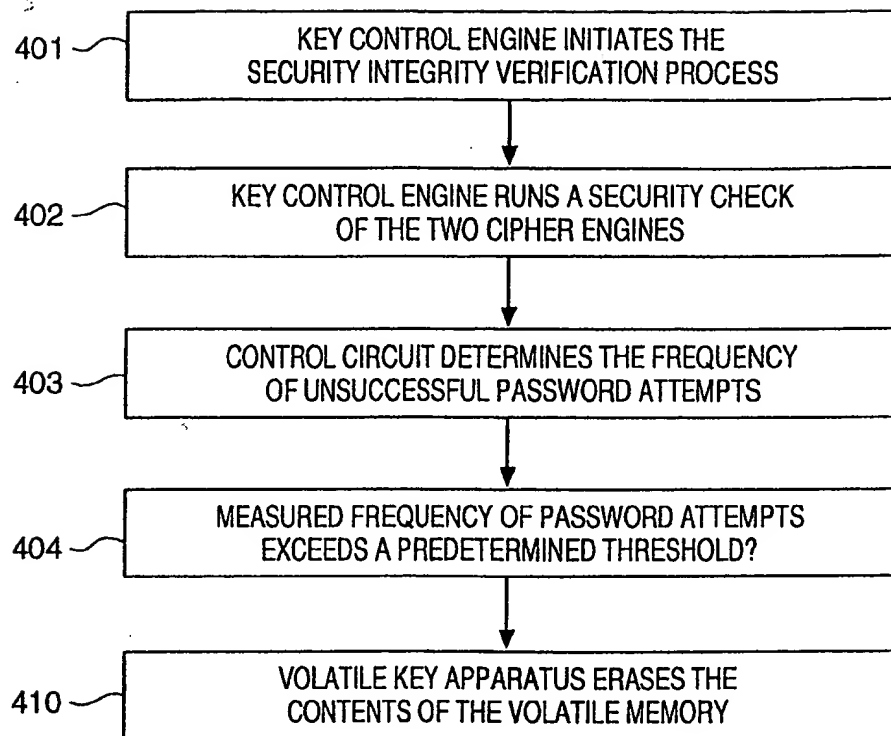 401
KEY CONTROL ENGINE INITIATES THE
SECURITY INTEGRITY VERIFICATION PROCESS
402
KEY CONTROL ENGINE RUNS A SECURITY CHECK
OF THE TWO CIPHER ENGINES
403
CONTROL CIRCUIT DETERMINES THE FREQUENCY
OF UNSUCCESSFUL PASSWORD ATTEMPTS
404
MEASURED FREQUENCY OF PASSWORD ATTEMPTS
EXCEEDS A PREDETERMINED THRESHOLD?
410
VOLATILE KEY APPARATUS ERASES THE
CONTENTS OF THE VOLATILE MEMORY